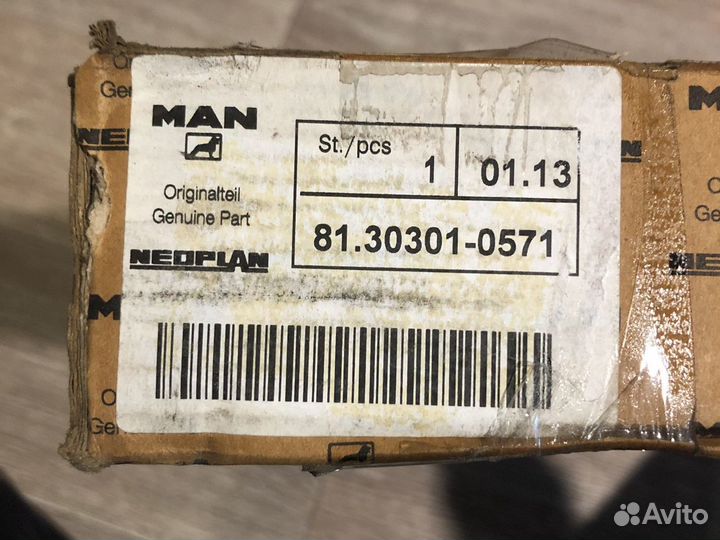 MAN
St./pcs 1 01.13
Originalteil
Genuine Part
81.30301-0571
NEOPLAN
Avito